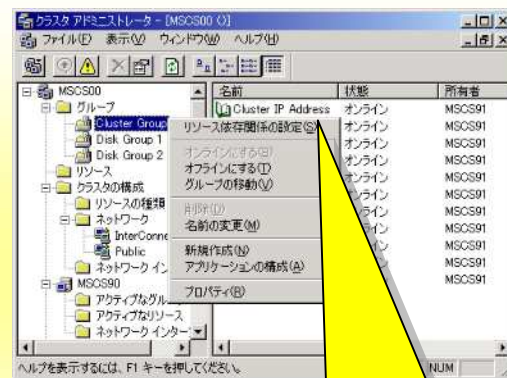 クラスタ アドミニストレータ - [MSCS00 ()]
ファイル(F) 表示(V) ウィンドウ(W) ヘルプ(H)
MSCS00
グループ
Cluster Group
Disk Group 1
Disk Group 2
リソース
クラスタの構成
リソースの種類
ネットワーク
InterConne
Public
ネットワーク イン
MSCS90
アクティブなグル
アクティブなリソース
ネットワーク インター
名前 状態 所有者
Cluster IP Address オンライン MSCS91
オンライン MSCS91
オンライン MSCS91
オンライン MSCS91
ンライン MSCS91
ンライン MSCS91
ンライン MSCS91
ンライン MSCS91
ンライン MSCS91
ライン MSCS91
リソース依存関係の設定(S)
オンラインにする(B)
オフラインにする(T)
グループの移動(V)
削除(D)
名前の変更(M)
新規作成(N)
アプリケーションの構成(A)
プロパティ(R)
ヘルプを表示するには、F1 キーを押してください。
NUM